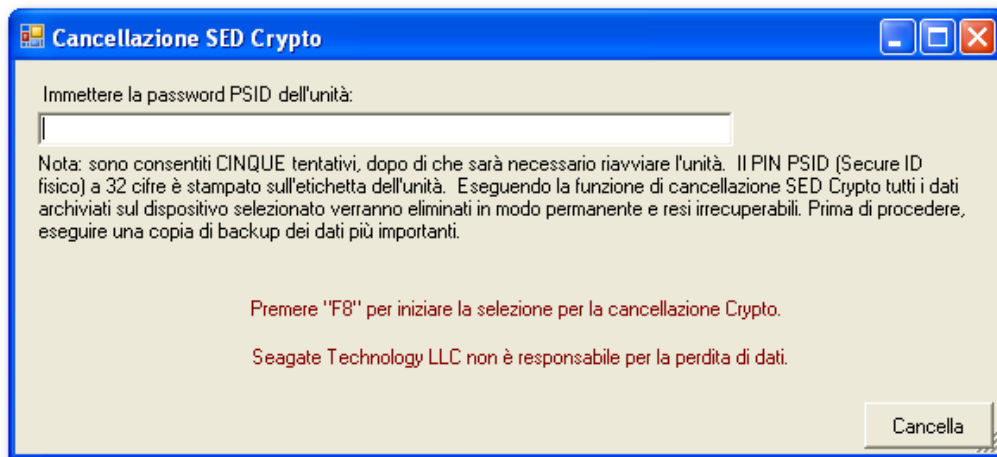 Cancellazione SED Crypto
Immettere la password PSID dell'unità:
Nota: sono consentiti CINQUE tentativi, dopo di che sarà necessario riavviare l'unità.  Il PIN PSID (Secure ID
fisico) a 32 cifre è stampato sull'etichetta dell'unità.  Eseguendo la funzione di cancellazione SED Crypto tutti i dati
archiviati sul dispositivo selezionato verranno eliminati in modo permanente e resi irrecuperabili. Prima di procedere,
eseguire una copia di backup dei dati più importanti.
Premere "F8" per iniziare la selezione per la cancellazione Crypto.
Seagate Technology LLC non è responsabile per la perdita di dati.
Cancella